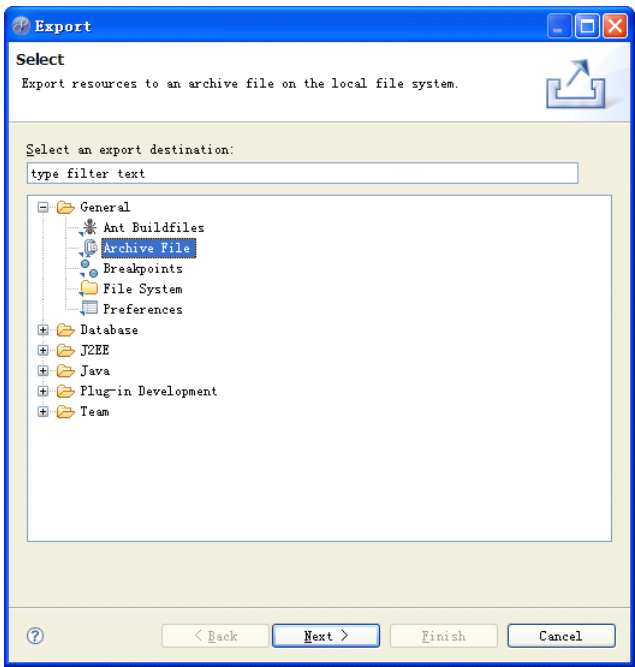 Export
Select
Export resources to an archive file on the local file system.
Select an export destination:
type filter text
General
Ant Buildfiles
Archive File
Breakpoints
File System
Preferences
Database
J2EE
Java
Plug-in Development
Team
? < Back Next > Finish Cancel